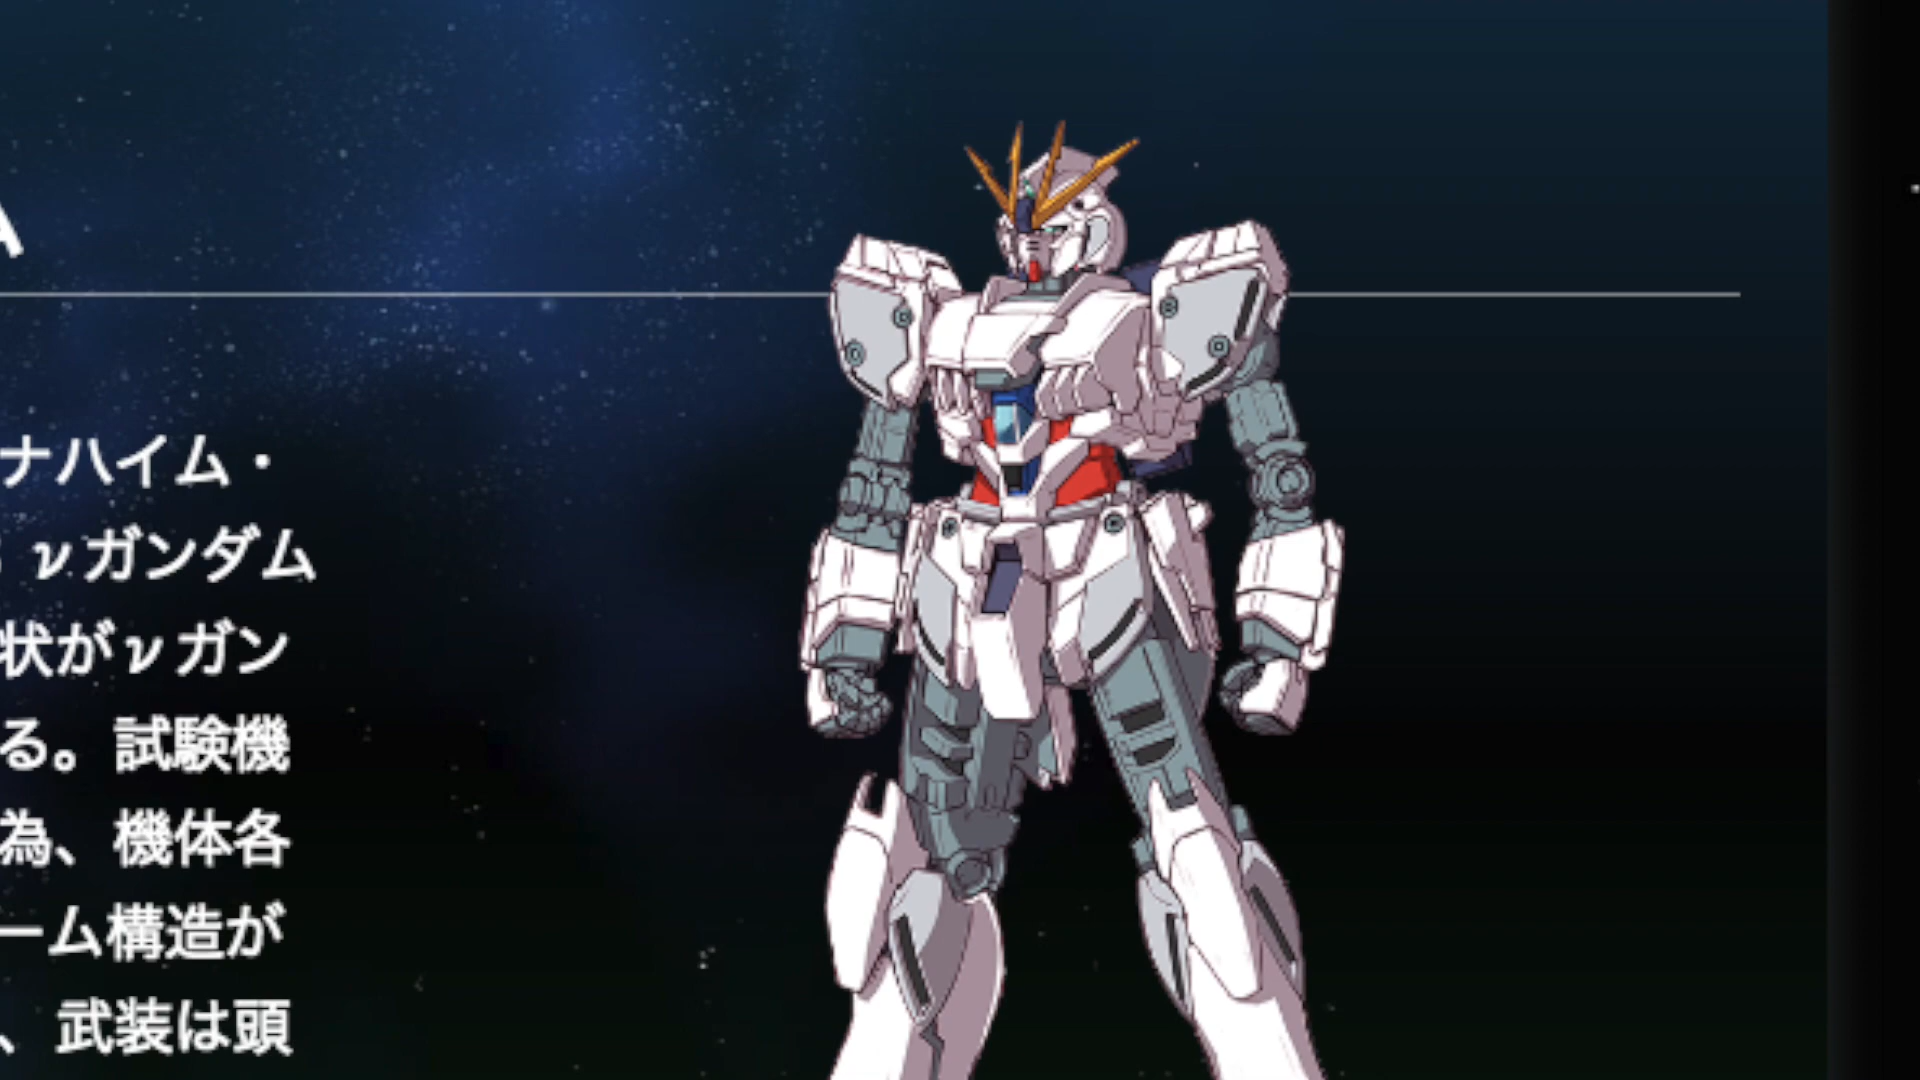 A
ナハイム・
νガンダム
状がνガン
る。試験機
為、機体各
ーム構造が
、武装は頭